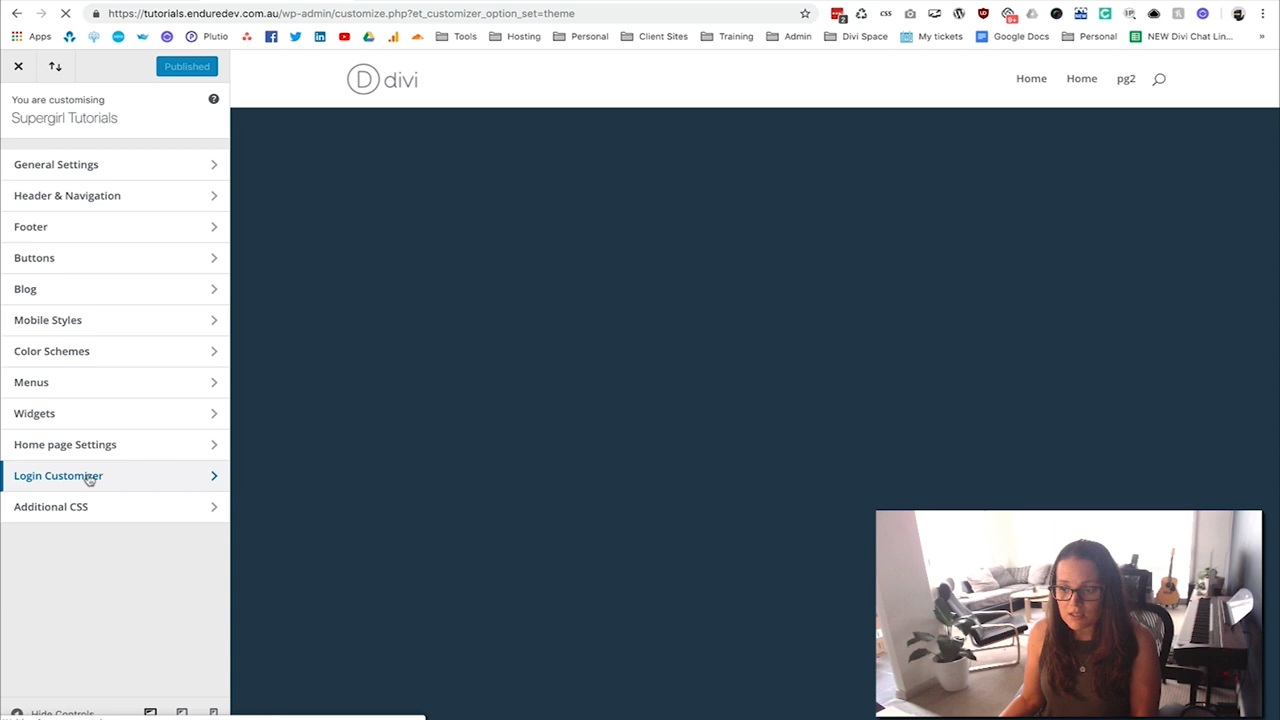 https://tutorials.enduredev.com.au/wp-admin/customize.php?et_customizer_option_set=theme
Apps Plutio Tools Hosting Personal Client Sites Training Admin Divi Space My tickets Google Docs Personal NEW Divi Chat Lin... »
Published
You are customising
Supergirl Tutorials
D divi
Home Home pg2
General Settings
Header & Navigation
Footer
Buttons
Blog
Mobile Styles
Color Schemes
Menus
Widgets
Home page Settings
Login Customizer
Additional CSS
Hide Controls